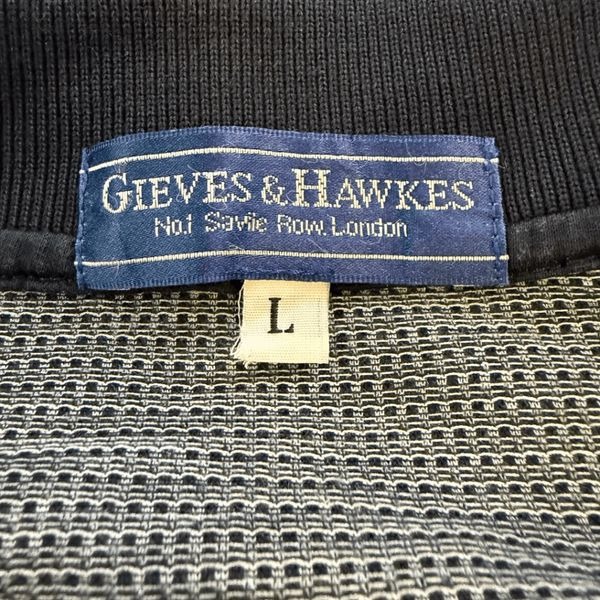 GIEVES & HAWKES
No.1 Savile Row. London
L